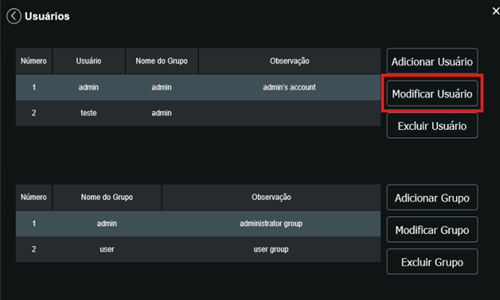 Usuários
Número Usuário Nome do Grupo Observação
1 admin admin admin's account
2 teste admin
Adicionar Usuário
Modificar Usuário
Excluir Usuário
Número Nome do Grupo Observação
1 admin administrator group
2 user user group
Adicionar Grupo
Modificar Grupo
Excluir Grupo